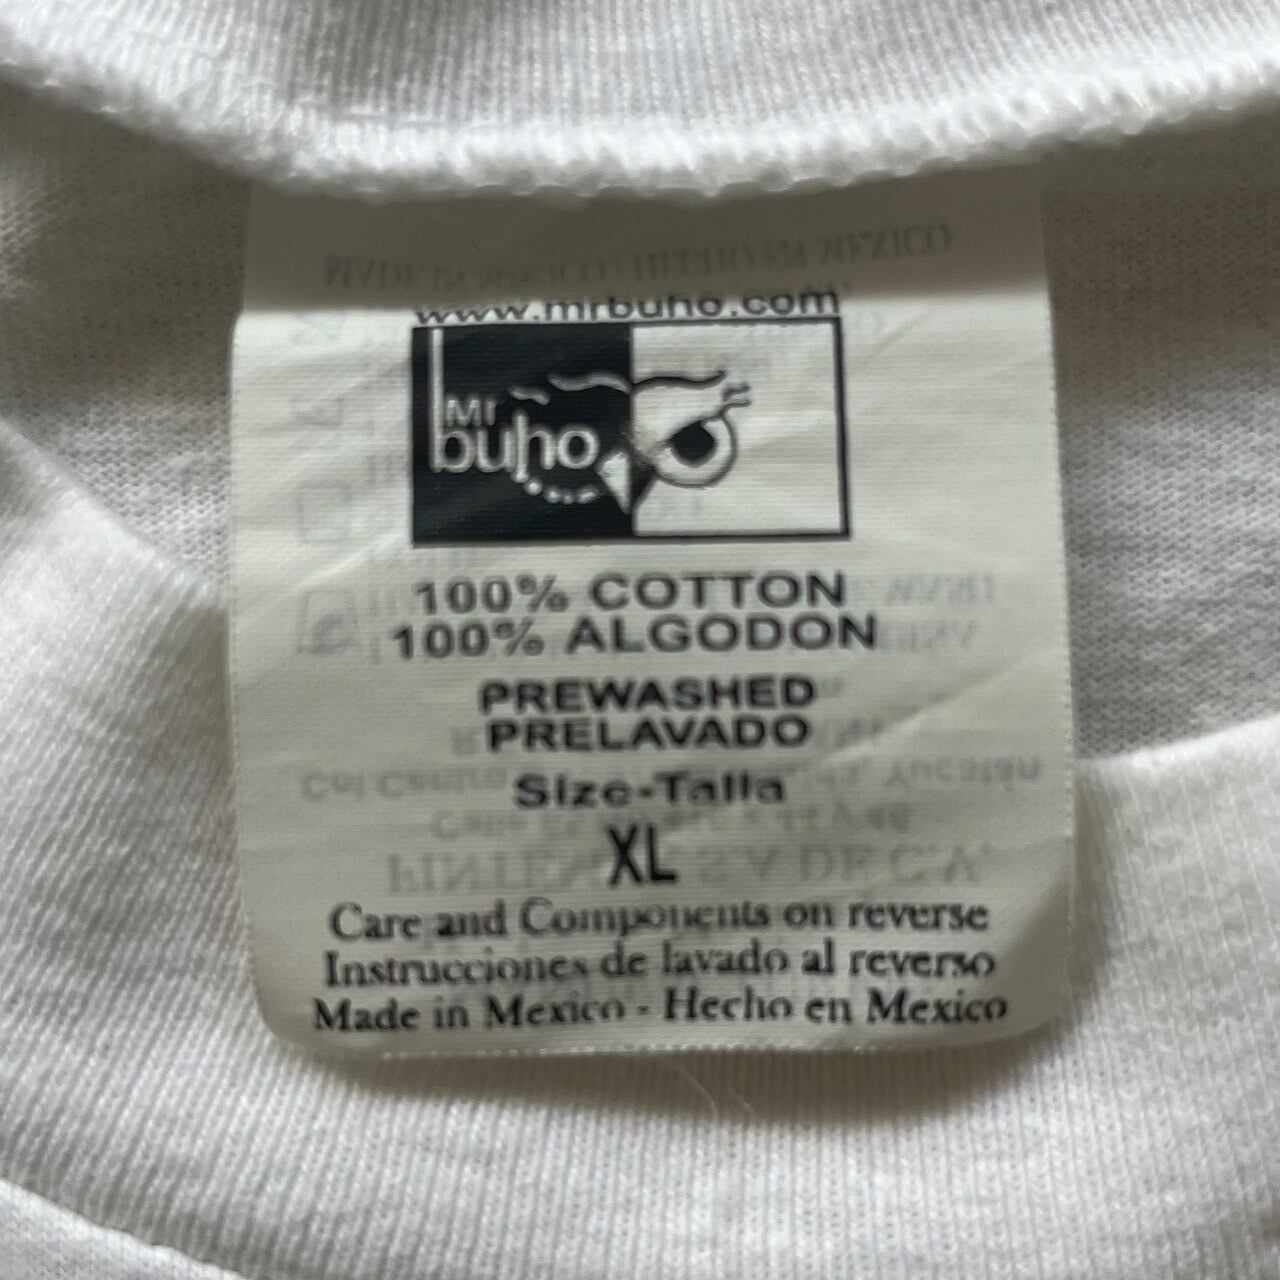 www.mrbuho.com
Mr
buho
100% COTTON
100% ALGODON
PREWASHED
PRELAVADO
Size-Talla
XL
Care and Components on reverse
Instrucciones de lavado al reverso
Made in Mexico - Hecho en Mexico